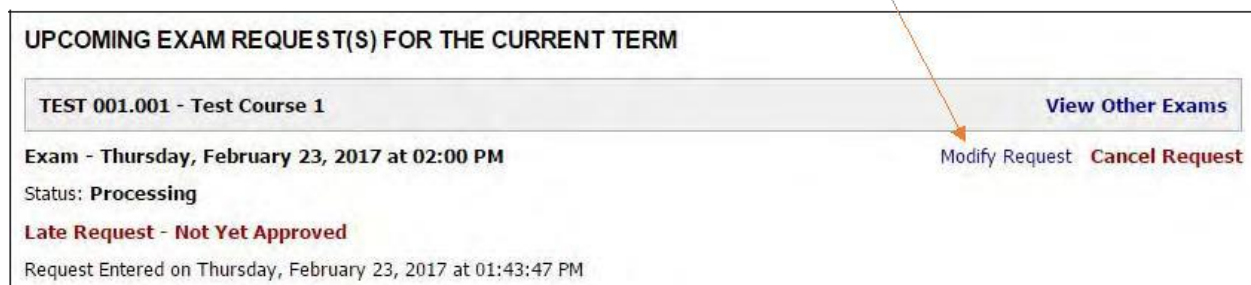 UPCOMING EXAM REQUEST(S) FOR THE CURRENT TERM
TEST 001.001 - Test Course 1 View Other Exams
Exam - Thursday, February 23, 2017 at 02:00 PM Modify Request Cancel Request
Status: Processing
Late Request - Not Yet Approved
Request Entered on Thursday, February 23, 2017 at 01:43:47 PM